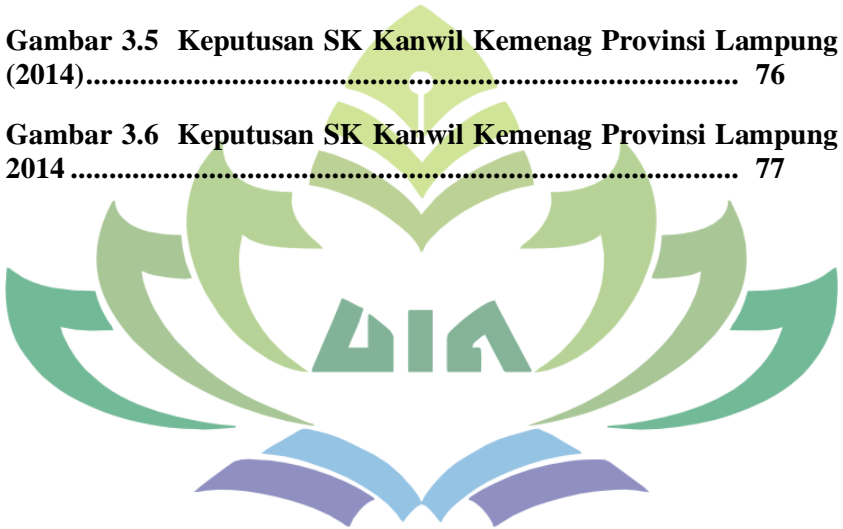 Gambar 3.5 Keputusan SK Kanwil Kemenag Provinsi Lampung
(2014)................................................................................... 76
Gambar 3.6 Keputusan SK Kanwil Kemenag Provinsi Lampung
2014 ..................................................................................... 77
UIN